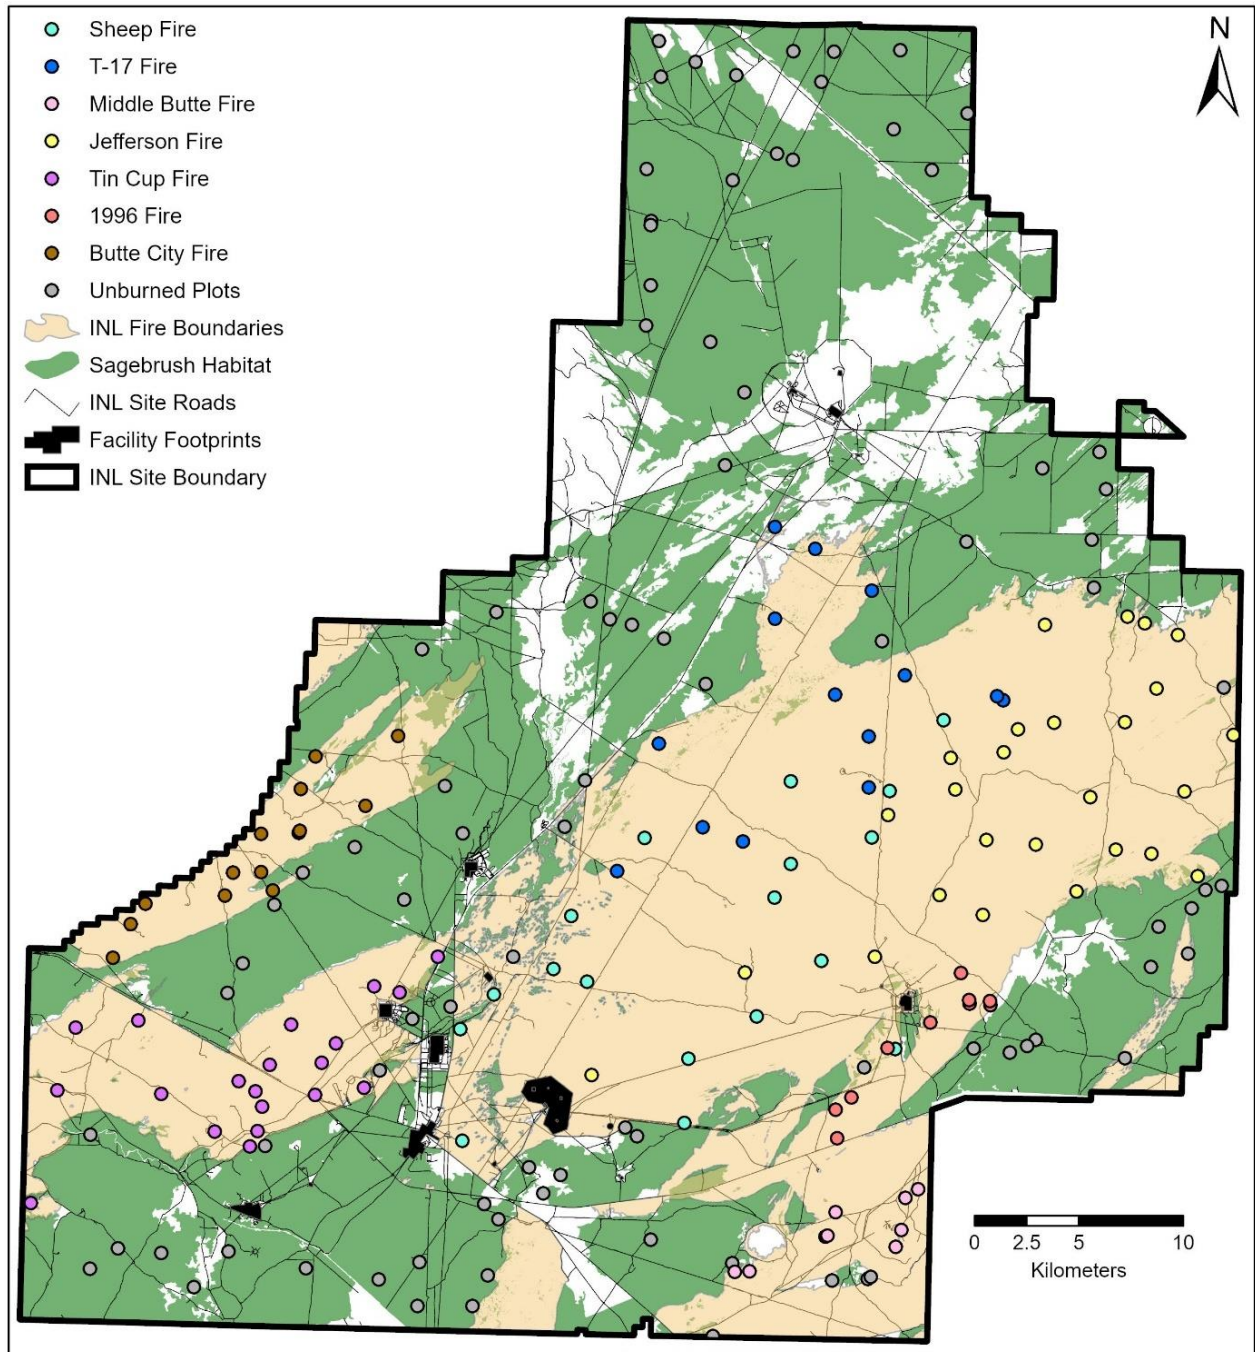 Sheep Fire
T-17 Fire
Middle Butte Fire
Jefferson Fire
Tin Cup Fire
1996 Fire
Butte City Fire
Unburned Plots
INL Fire Boundaries
Sagebrush Habitat
INL Site Roads
Facility Footprints
INL Site Boundary
N
0 2.5 5 10
Kilometers